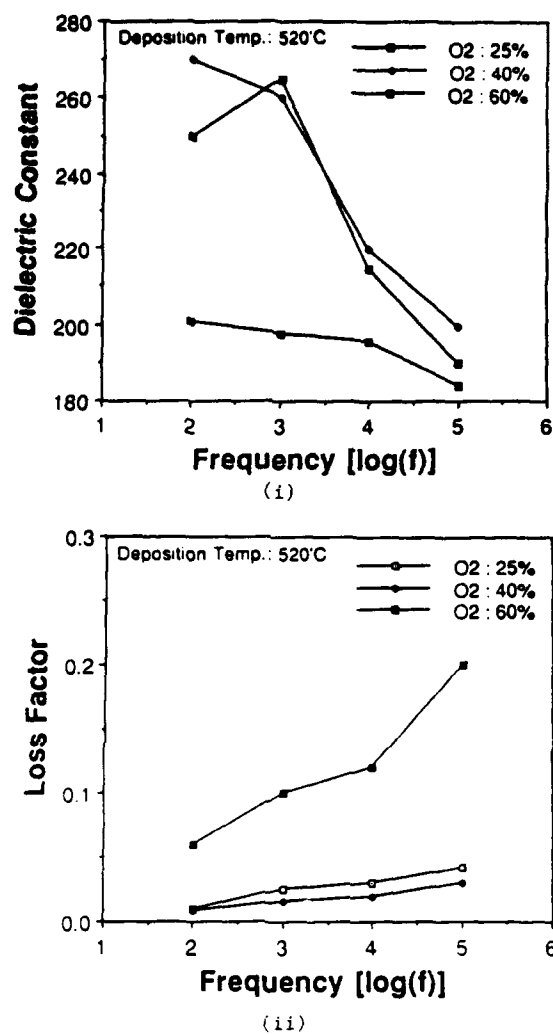 Deposition Temp.: 520'C
O2 : 25%
O2 : 40%
O2 : 60%
280
260
240
220
200
180
Dielectric Constant
1 2 3 4 5 6
Frequency [log(f)]
(i)
Deposition Temp.: 520'C
O2 : 25%
O2 : 40%
O2 : 60%
0.3
0.2
0.1
0.0
Loss Factor
1 2 3 4 5 6
Frequency [log(f)]
(ii)